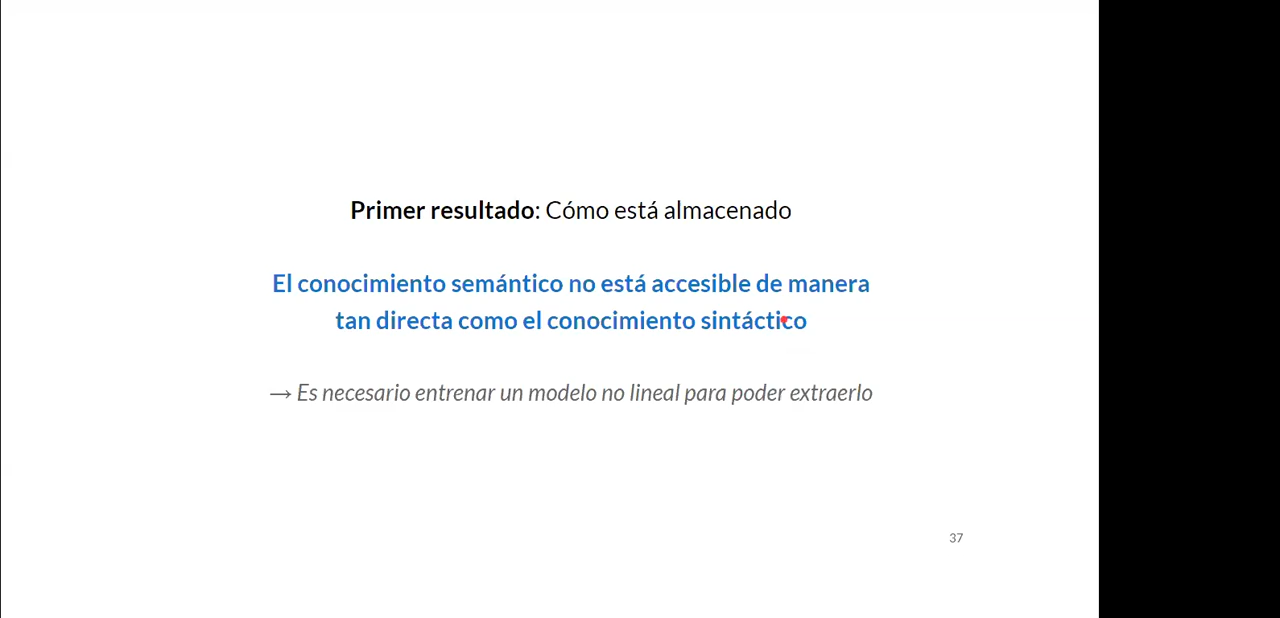 Primer resultado: Cómo está almacenado
El conocimiento semántico no está accesible de manera
tan directa como el conocimiento sintáctico
→ Es necesario entrenar un modelo no lineal para poder extraerlo
37